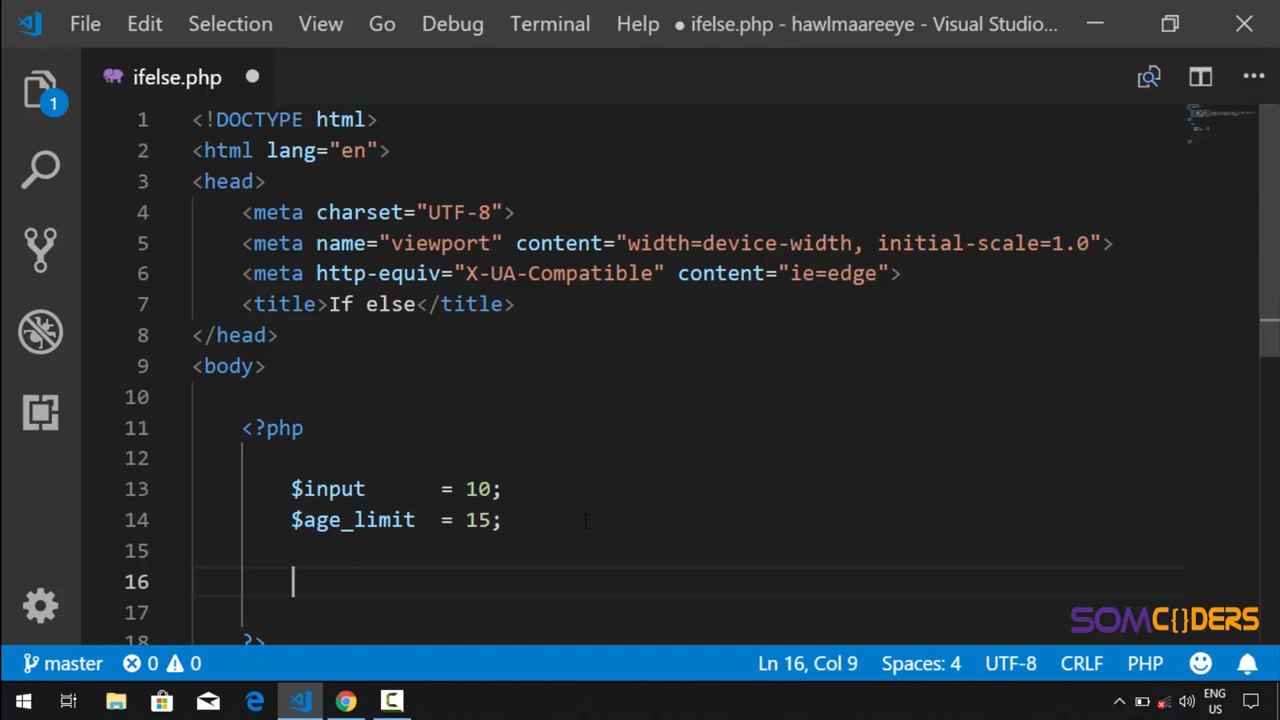 File Edit Selection View Go Debug Terminal Help ● ifelse.php - hawlmaareeye - Visual Studio...
ifelse.php
1
1 <!DOCTYPE html>
2 <html lang="en">
3 <head>
4 <meta charset="UTF-8">
5 <meta name="viewport" content="width=device-width, initial-scale=1.0">
6 <meta http-equiv="X-UA-Compatible" content="ie=edge">
7 <title>If else</title>
8 </head>
9 <body>
10
11 <?php
12
13 $input = 10;
14 $age_limit = 15;
15
16
17
18 ?>
SOMC{}DERS
master 0 0 Ln 16, Col 9 Spaces: 4 UTF-8 CRLF PHP
ENG
US